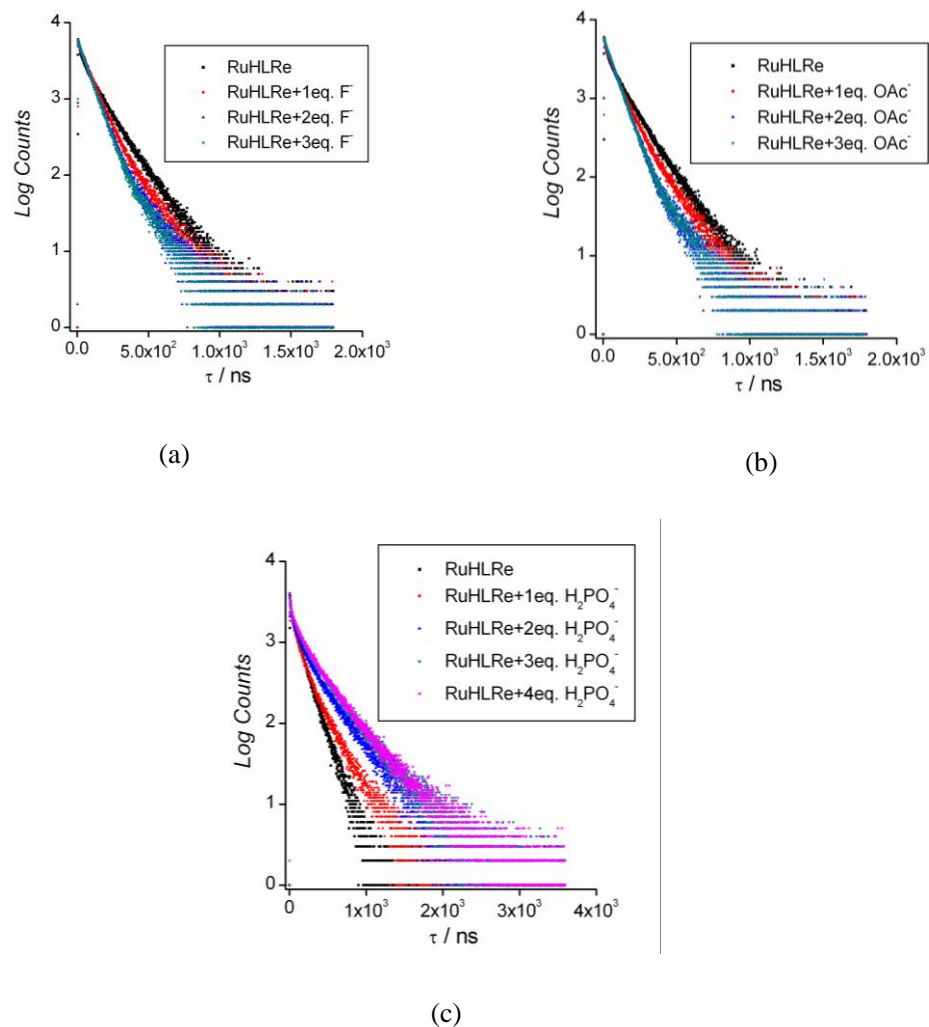 4
3
2
1
0
Log Counts
RuHLRe
RuHLRe+1eq. F⁻
RuHLRe+2eq. F⁻
RuHLRe+3eq. F⁻
0.0 5.0x10² 1.0x10³ 1.5x10³ 2.0x10³
τ / ns
(a)
4
3
2
1
0
Log Counts
RuHLRe
RuHLRe+1eq. OAc⁻
RuHLRe+2eq. OAc⁻
RuHLRe+3eq. OAc⁻
0.0 5.0x10² 1.0x10³ 1.5x10³ 2.0x10³
τ / ns
(b)
4
3
2
1
0
Log Counts
RuHLRe
RuHLRe+1eq. H₂PO₄⁻
RuHLRe+2eq. H₂PO₄⁻
RuHLRe+3eq. H₂PO₄⁻
RuHLRe+4eq. H₂PO₄⁻
0 1x10³ 2x10³ 3x10³ 4x10³
τ / ns
(c)